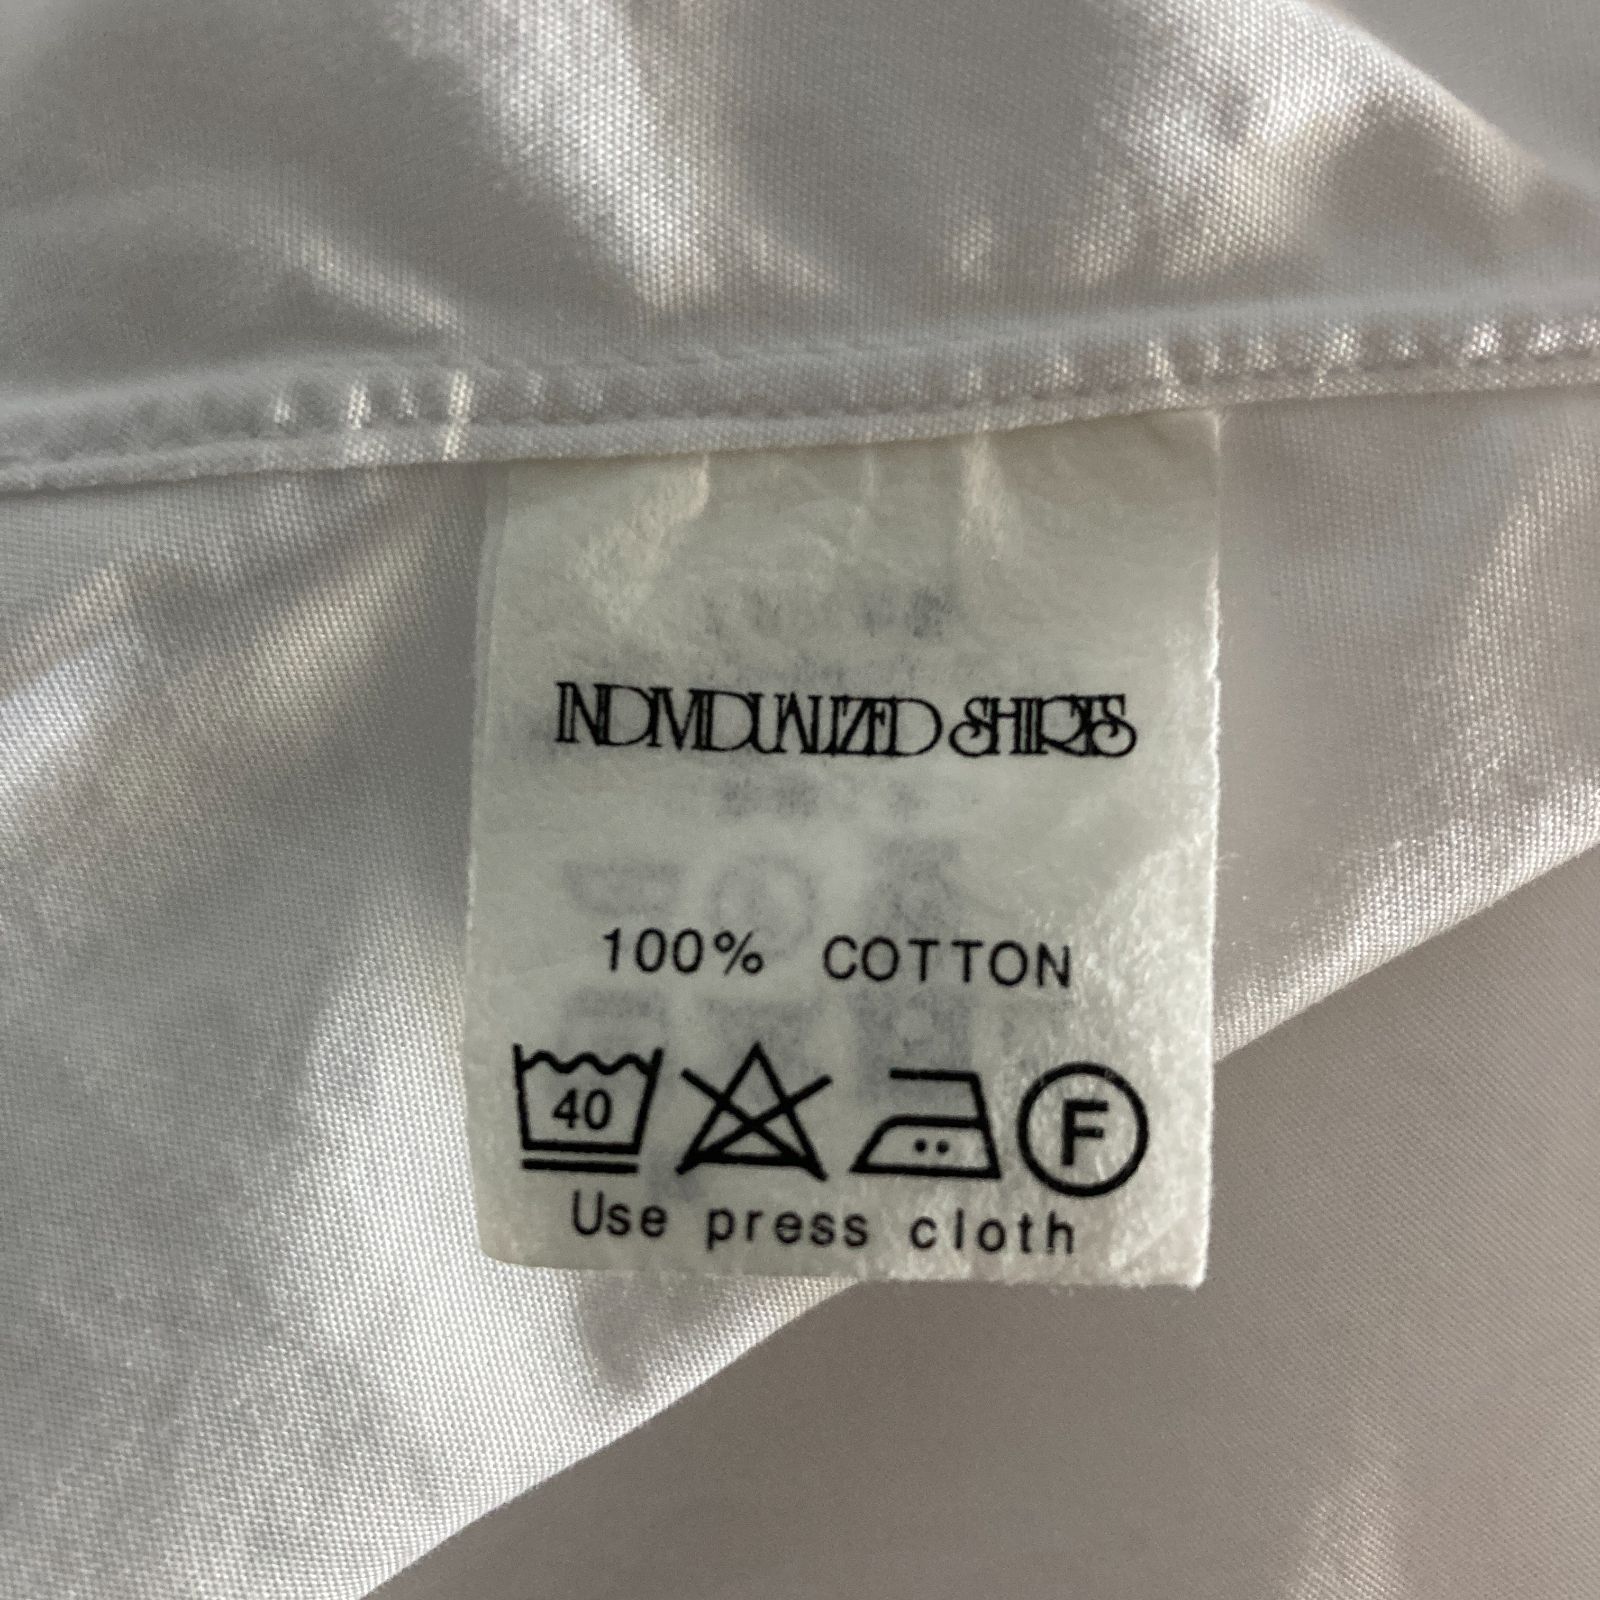 INDIVIDUALIZED SHIRTS
100% COTTON
40 F
Use press cloth